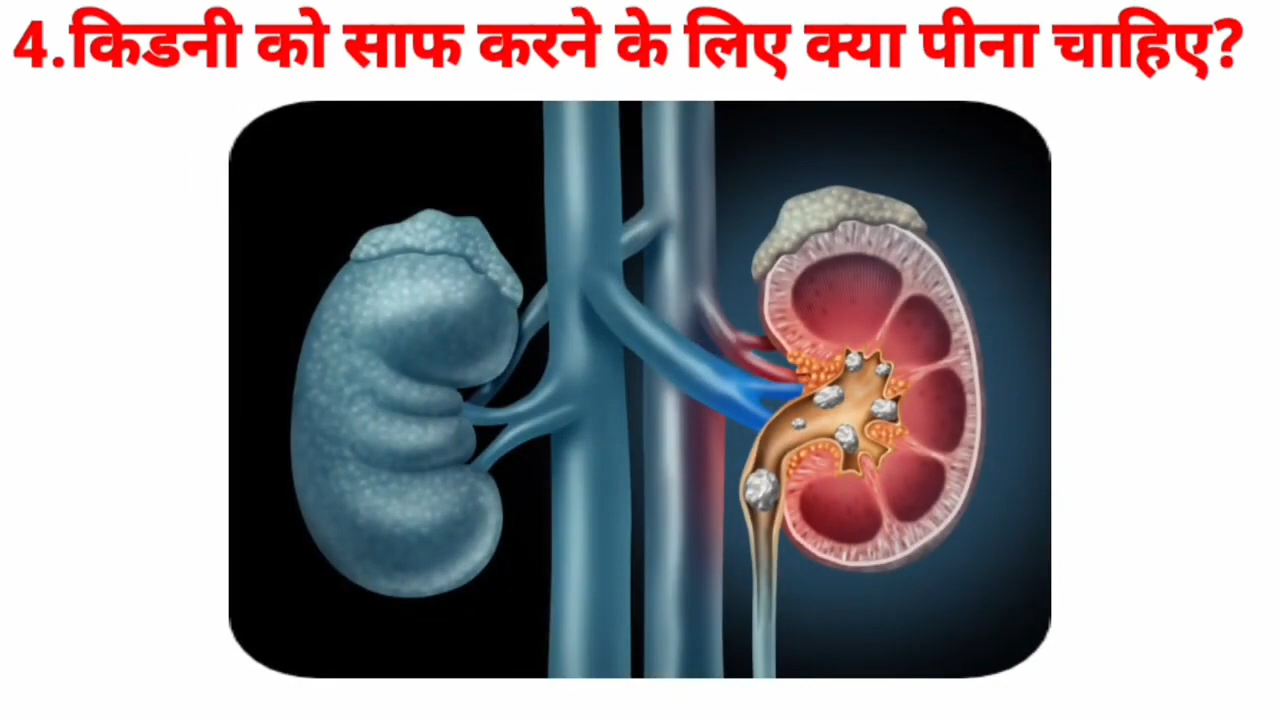 4.किडनी को साफ करने के लिए क्या पीना चाहिए?